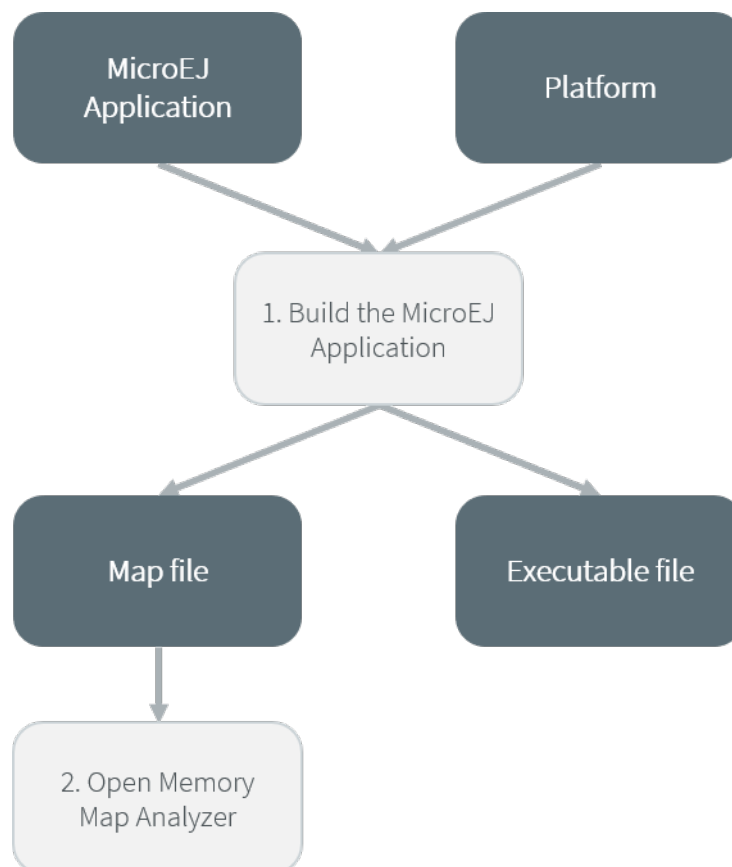 MicroEJ
Application
Platform
1. Build the MicroEJ
Application
Map file
Executable file
2. Open Memory
Map Analyzer